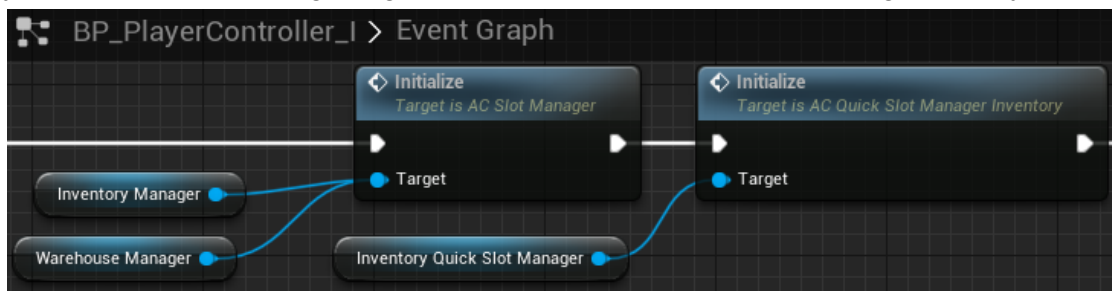 BP_PlayerController_I > Event Graph
Initialize
Target is AC Slot Manager
Initialize
Target is AC Quick Slot Manager Inventory
Target
Target
Inventory Manager
Warehouse Manager
Inventory Quick Slot Manager